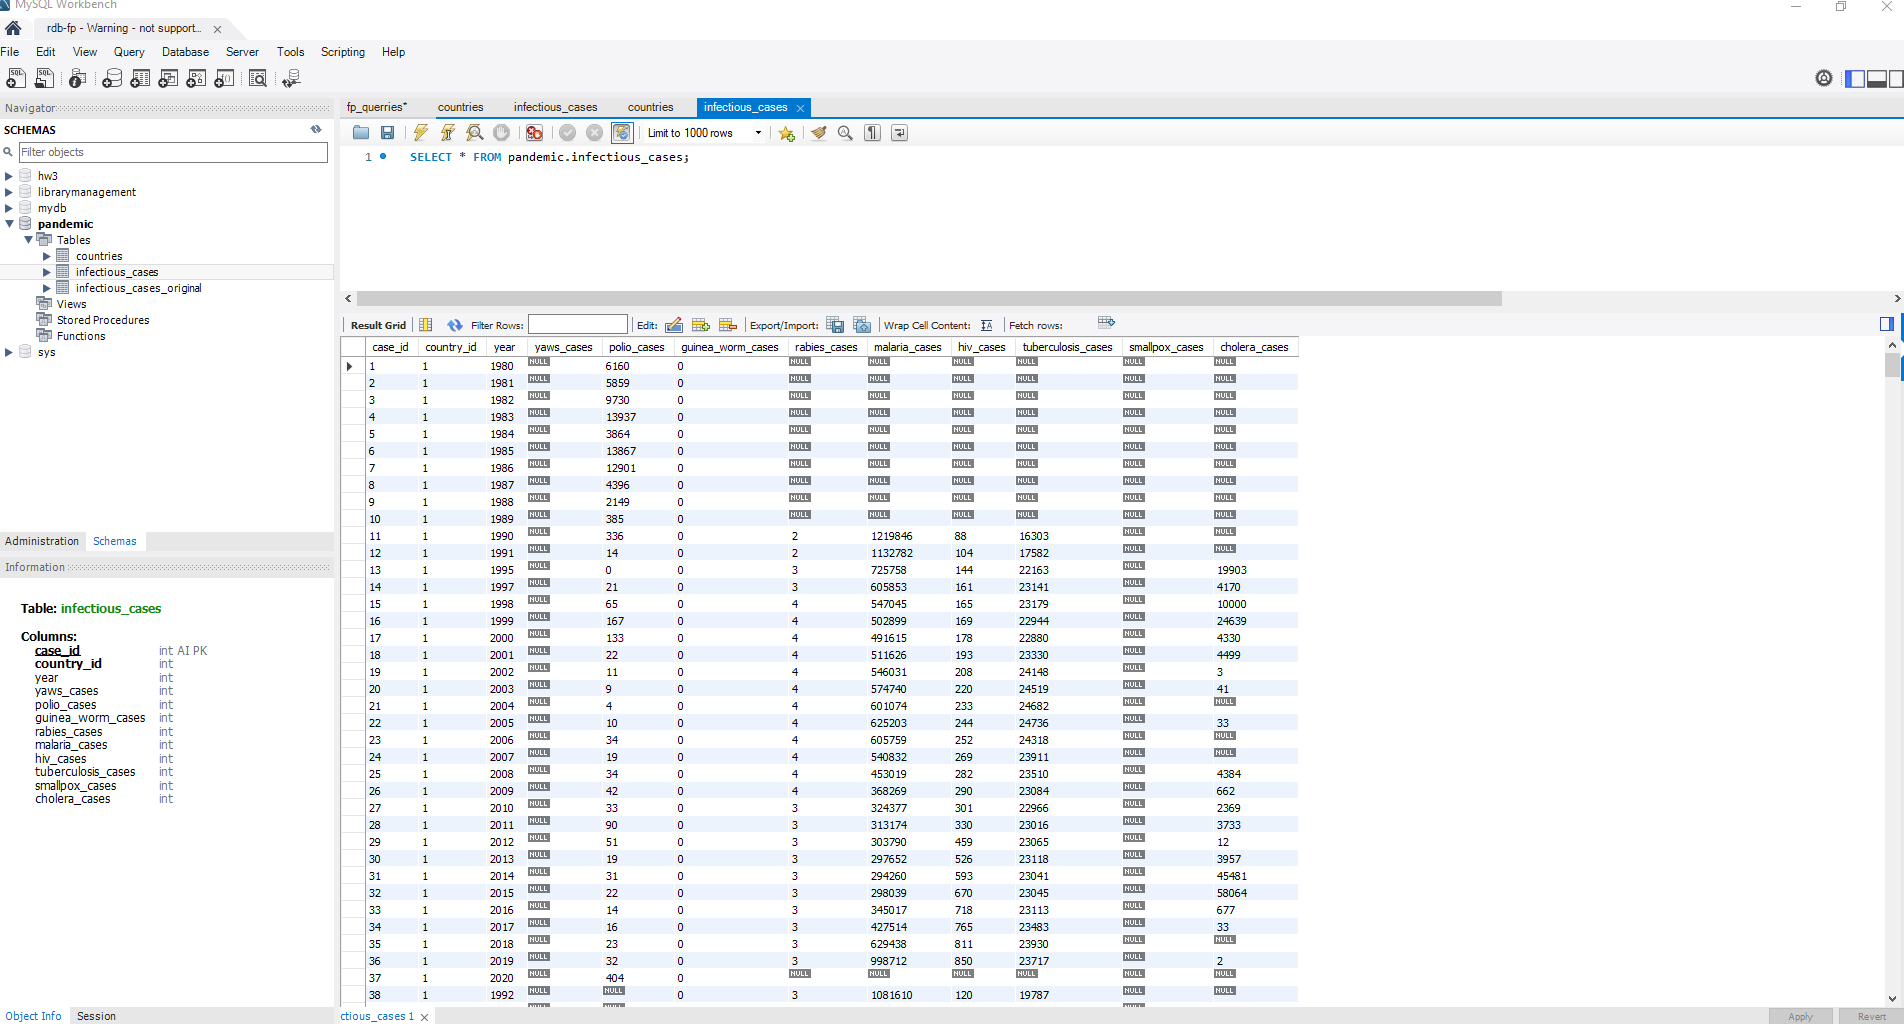 MySQL Workbench
rdb-fp - Warning - not support...
File Edit View Query Database Server Tools Scripting Help
Navigator
SCHEMAS
Filter objects
hw3
librarymanagement
mydb
pandemic
Tables
countries
infectious_cases
infectious_cases_original
Views
Stored Procedures
Functions
sys
Administration Schemas
Information
Table: infectious_cases
Columns:
case_id int AI PK
country_id int
year int
yaws_cases int
polio_cases int
guinea_worm_cases int
rabies_cases int
malaria_cases int
hiv_cases int
tuberculosis_cases int
smallpox_cases int
cholera_cases int
Object Info Session
fp_querries* countries infectious_cases countries infectious_cases
Limit to 1000 rows
1 SELECT * FROM pandemic.infectious_cases;
Result Grid Filter Rows: Edit: Export/Import: Wrap Cell Content: Fetch rows:
case_id country_id year yaws_cases polio_cases guinea_worm_cases rabies_cases malaria_cases hiv_cases tuberculosis_cases smallpox_cases cholera_cases
1 1 1980 NULL 6160 0 NULL NULL NULL NULL NULL NULL
2 1 1981 NULL 5859 0 NULL NULL NULL NULL NULL NULL
3 1 1982 NULL 9730 0 NULL NULL NULL NULL NULL NULL
4 1 1983 NULL 13937 0 NULL NULL NULL NULL NULL NULL
5 1 1984 NULL 3864 0 NULL NULL NULL NULL NULL NULL
6 1 1985 NULL 13867 0 NULL NULL NULL NULL NULL NULL
7 1 1986 NULL 12901 0 NULL NULL NULL NULL NULL NULL
8 1 1987 NULL 4396 0 NULL NULL NULL NULL NULL NULL
9 1 1988 NULL 2149 0 NULL NULL NULL NULL NULL NULL
10 1 1989 NULL 385 0 NULL NULL NULL NULL NULL NULL
11 1 1990 NULL 336 0 2 1219846 88 16303 NULL NULL
12 1 1991 NULL 14 0 2 1132782 104 17582 NULL NULL
13 1 1995 NULL 0 0 3 725758 144 22163 NULL 19903
14 1 1997 NULL 21 0 3 605853 161 23141 NULL 4170
15 1 1998 NULL 65 0 4 547045 165 23179 NULL 10000
16 1 1999 NULL 167 0 4 502899 169 22944 NULL 24639
17 1 2000 NULL 133 0 4 491615 178 22880 NULL 4330
18 1 2001 NULL 22 0 4 511626 193 23330 NULL 4499
19 1 2002 NULL 11 0 4 546031 208 24148 NULL 3
20 1 2003 NULL 9 0 4 574740 220 24519 NULL 41
21 1 2004 NULL 4 0 4 601074 233 24682 NULL NULL
22 1 2005 NULL 10 0 4 625203 244 24736 NULL 33
23 1 2006 NULL 34 0 4 605759 252 24318 NULL NULL
24 1 2007 NULL 19 0 4 540832 269 23911 NULL NULL
25 1 2008 NULL 34 0 4 453019 282 23510 NULL 4384
26 1 2009 NULL 42 0 4 368269 290 23084 NULL 662
27 1 2010 NULL 33 0 3 324377 301 22966 NULL 2369
28 1 2011 NULL 90 0 3 313174 330 23016 NULL 3733
29 1 2012 NULL 51 0 3 303790 459 23065 NULL 12
30 1 2013 NULL 19 0 3 297652 526 23118 NULL 3957
31 1 2014 NULL 31 0 3 294260 593 23041 NULL 45481
32 1 2015 NULL 22 0 3 298039 670 23045 NULL 58064
33 1 2016 NULL 14 0 3 345017 718 23113 NULL 677
34 1 2017 NULL 16 0 3 427514 765 23483 NULL 33
35 1 2018 NULL 23 0 3 629438 811 23930 NULL NULL
36 1 2019 NULL 32 0 3 998712 850 23717 NULL 2
37 1 2020 NULL 404 0 NULL NULL NULL NULL NULL NULL
38 1 1992 NULL NULL 0 3 1081610 120 19787 NULL NULL
ctious_cases 1
Apply Revert